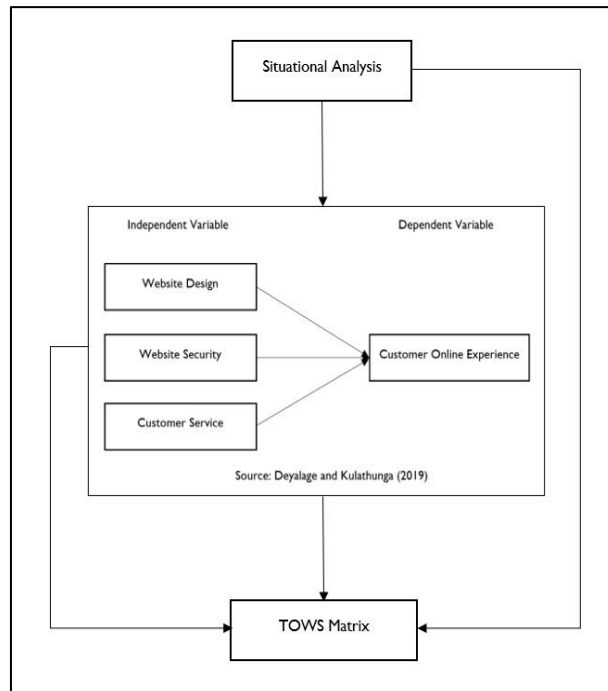 Situational Analysis
Independent Variable
Dependent Variable
Website Design
Website Security
Customer Online Experience
Customer Service
Source: Deyalage and Kulathunga (2019)
TOWS Matrix